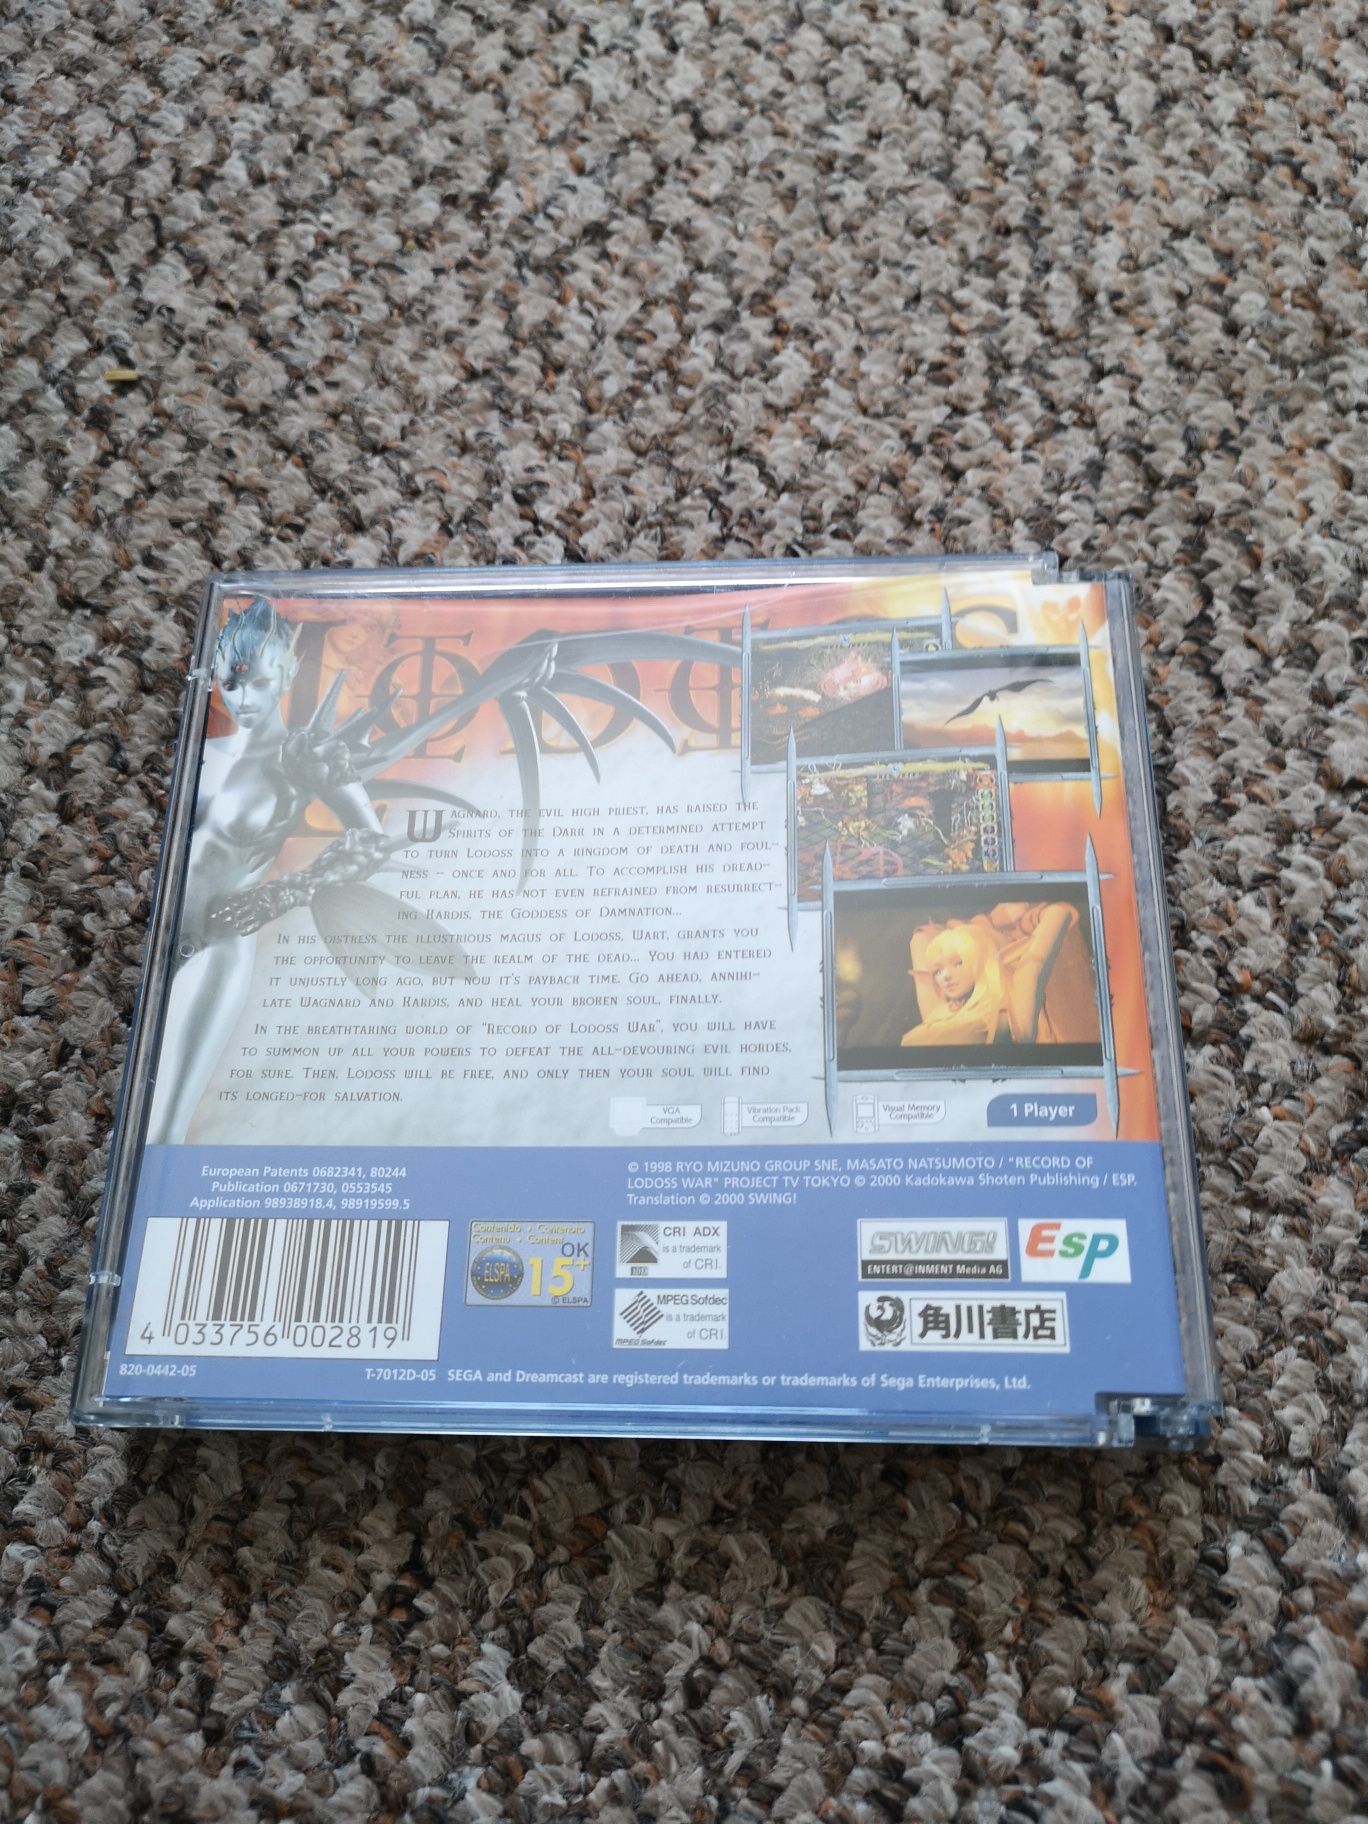 LODOSS
WAGNARD, THE EVIL HIGH PRIEST, HAS RAISED THE
SPIRITS OF THE DARK IN A DETERMINED ATTEMPT
TO TURN LODOSS INTO A KINGDOM OF DEATH AND FOUL-
NESS - ONCE AND FOR ALL. TO ACCOMPLISH HIS DREAD-
FUL PLAN, HE HAS NOT EVEN REFRAINED FROM RESURRECT-
ING KARDIS, THE GODDESS OF DAMNATION...
IN HIS DISTRESS THE ILLUSTRIOUS MAGUS OF LODOSS, WART, GRANTS YOU
THE OPPORTUNITY TO LEAVE THE REALM OF THE DEAD... YOU HAD ENTERED
IT UNJUSTLY LONG AGO, BUT NOW IT'S PAYBACK TIME. GO AHEAD, ANNIHI-
LATE WAGNARD AND KARDIS, AND HEAL YOUR BROKEN SOUL, FINALLY.
IN THE BREATHTAKING WORLD OF "RECORD OF LODOSS WAR", YOU WILL HAVE
TO SUMMON UP ALL YOUR POWERS TO DEFEAT THE ALL-DEVOURING EVIL HORDES,
FOR SURE. THEN, LODOSS WILL BE FREE, AND ONLY THEN YOUR SOUL WILL FIND
ITS LONGED-FOR SALVATION.
VGA
Compatible
Vibration Pack
Compatible
Visual Memory
Compatible
1 Player
European Patents 0682341, 80244
Publication 0671730, 0553545
Application 98938918.4, 98919599.5
© 1998 RYO MIZUNO GROUP SNE, MASATO NATSUMOTO / "RECORD OF
LODOSS WAR" PROJECT TV TOKYO © 2000 Kadokawa Shoten Publishing / ESP.
Translation © 2000 SWING!
4 033756 002819
Contenido • Contenuto
Contenu • Content
OK
ELSPA
15+
© ELSPA
CRI ADX
is a trademark
of CRI.
ADX
MPEG Sofdec
is a trademark
of CRI.
MPEG Sofdec
SWING!
ENTERT@INMENT Media AG
Esp
角川書店
820-0442-05
T-7012D-05 SEGA and Dreamcast are registered trademarks or trademarks of Sega Enterprises, Ltd.